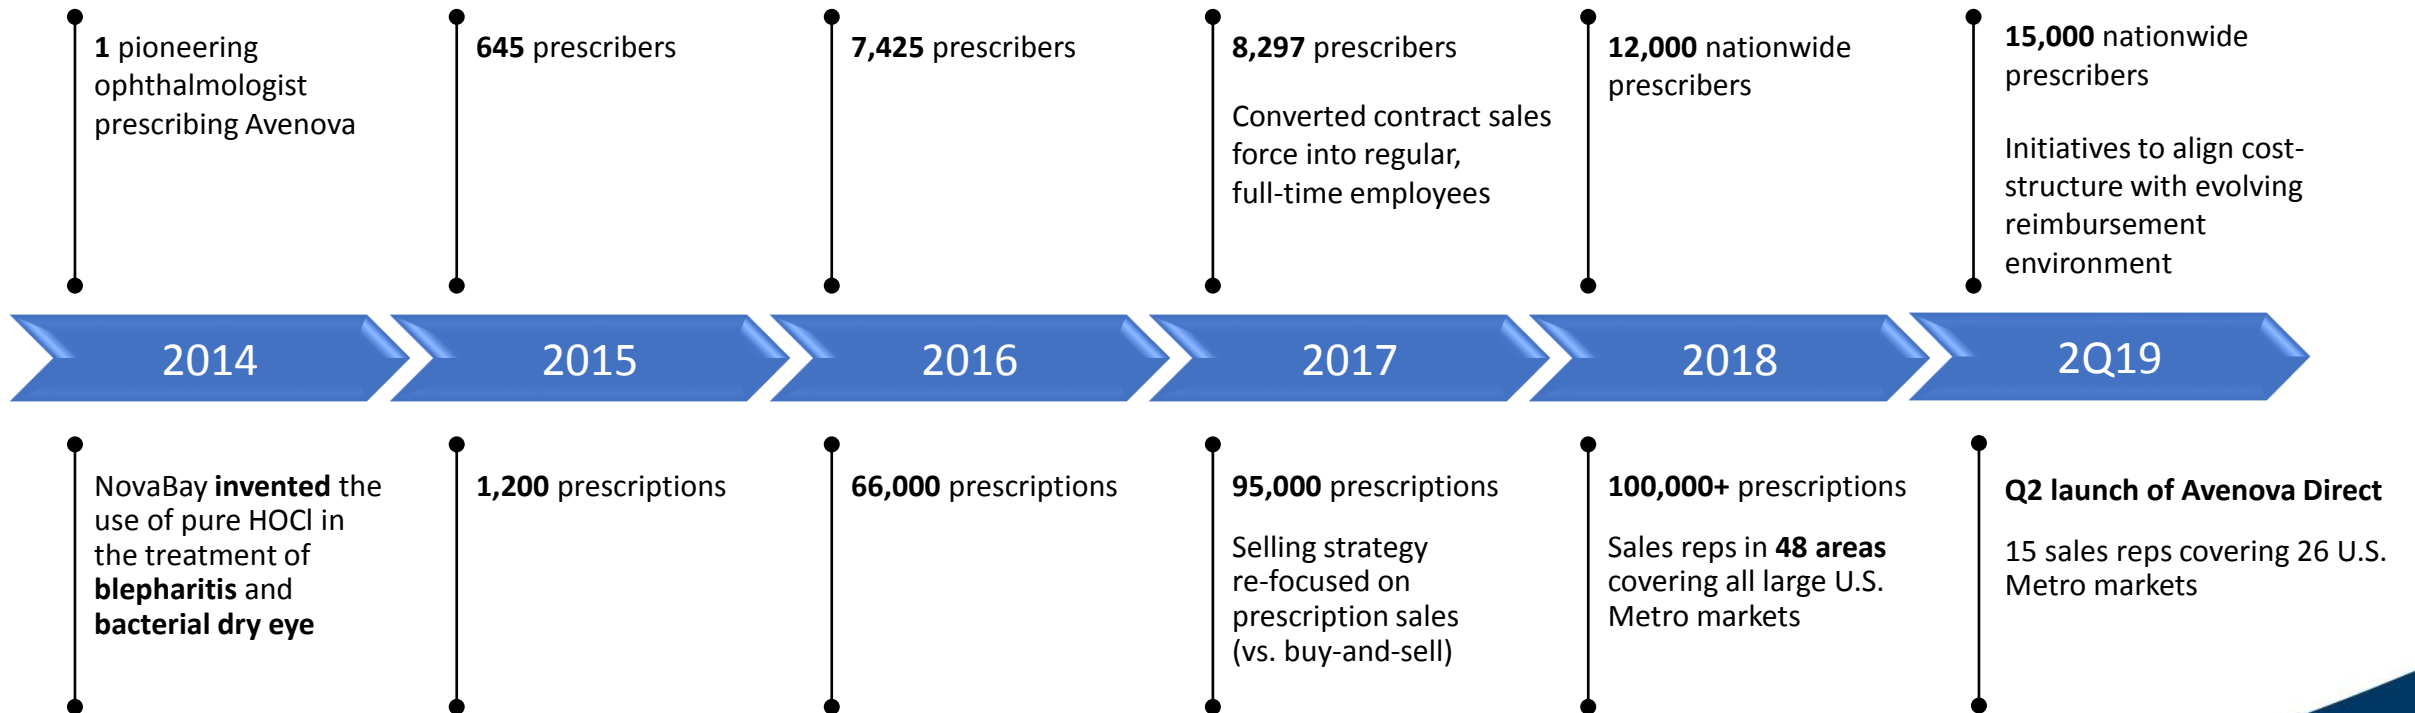 1 pioneering
ophthalmologist
prescribing Avenova
645 prescribers
7,425 prescribers
8,297 prescribers
Converted contract sales
force into regular,
full-time employees
12,000 nationwide
prescribers
15,000 nationwide
prescribers
Initiatives to align cost-
structure with evolving
reimbursement
environment
2014
2015
2016
2017
2018
2Q19
NovaBay invented the
use of pure HOCl in
the treatment of
blepharitis and
bacterial dry eye
1,200 prescriptions
66,000 prescriptions
95,000 prescriptions
Selling strategy
re-focused on
prescription sales
(vs. buy-and-sell)
100,000+ prescriptions
Sales reps in 48 areas
covering all large U.S.
Metro markets
Q2 launch of Avenova Direct
15 sales reps covering 26 U.S.
Metro markets